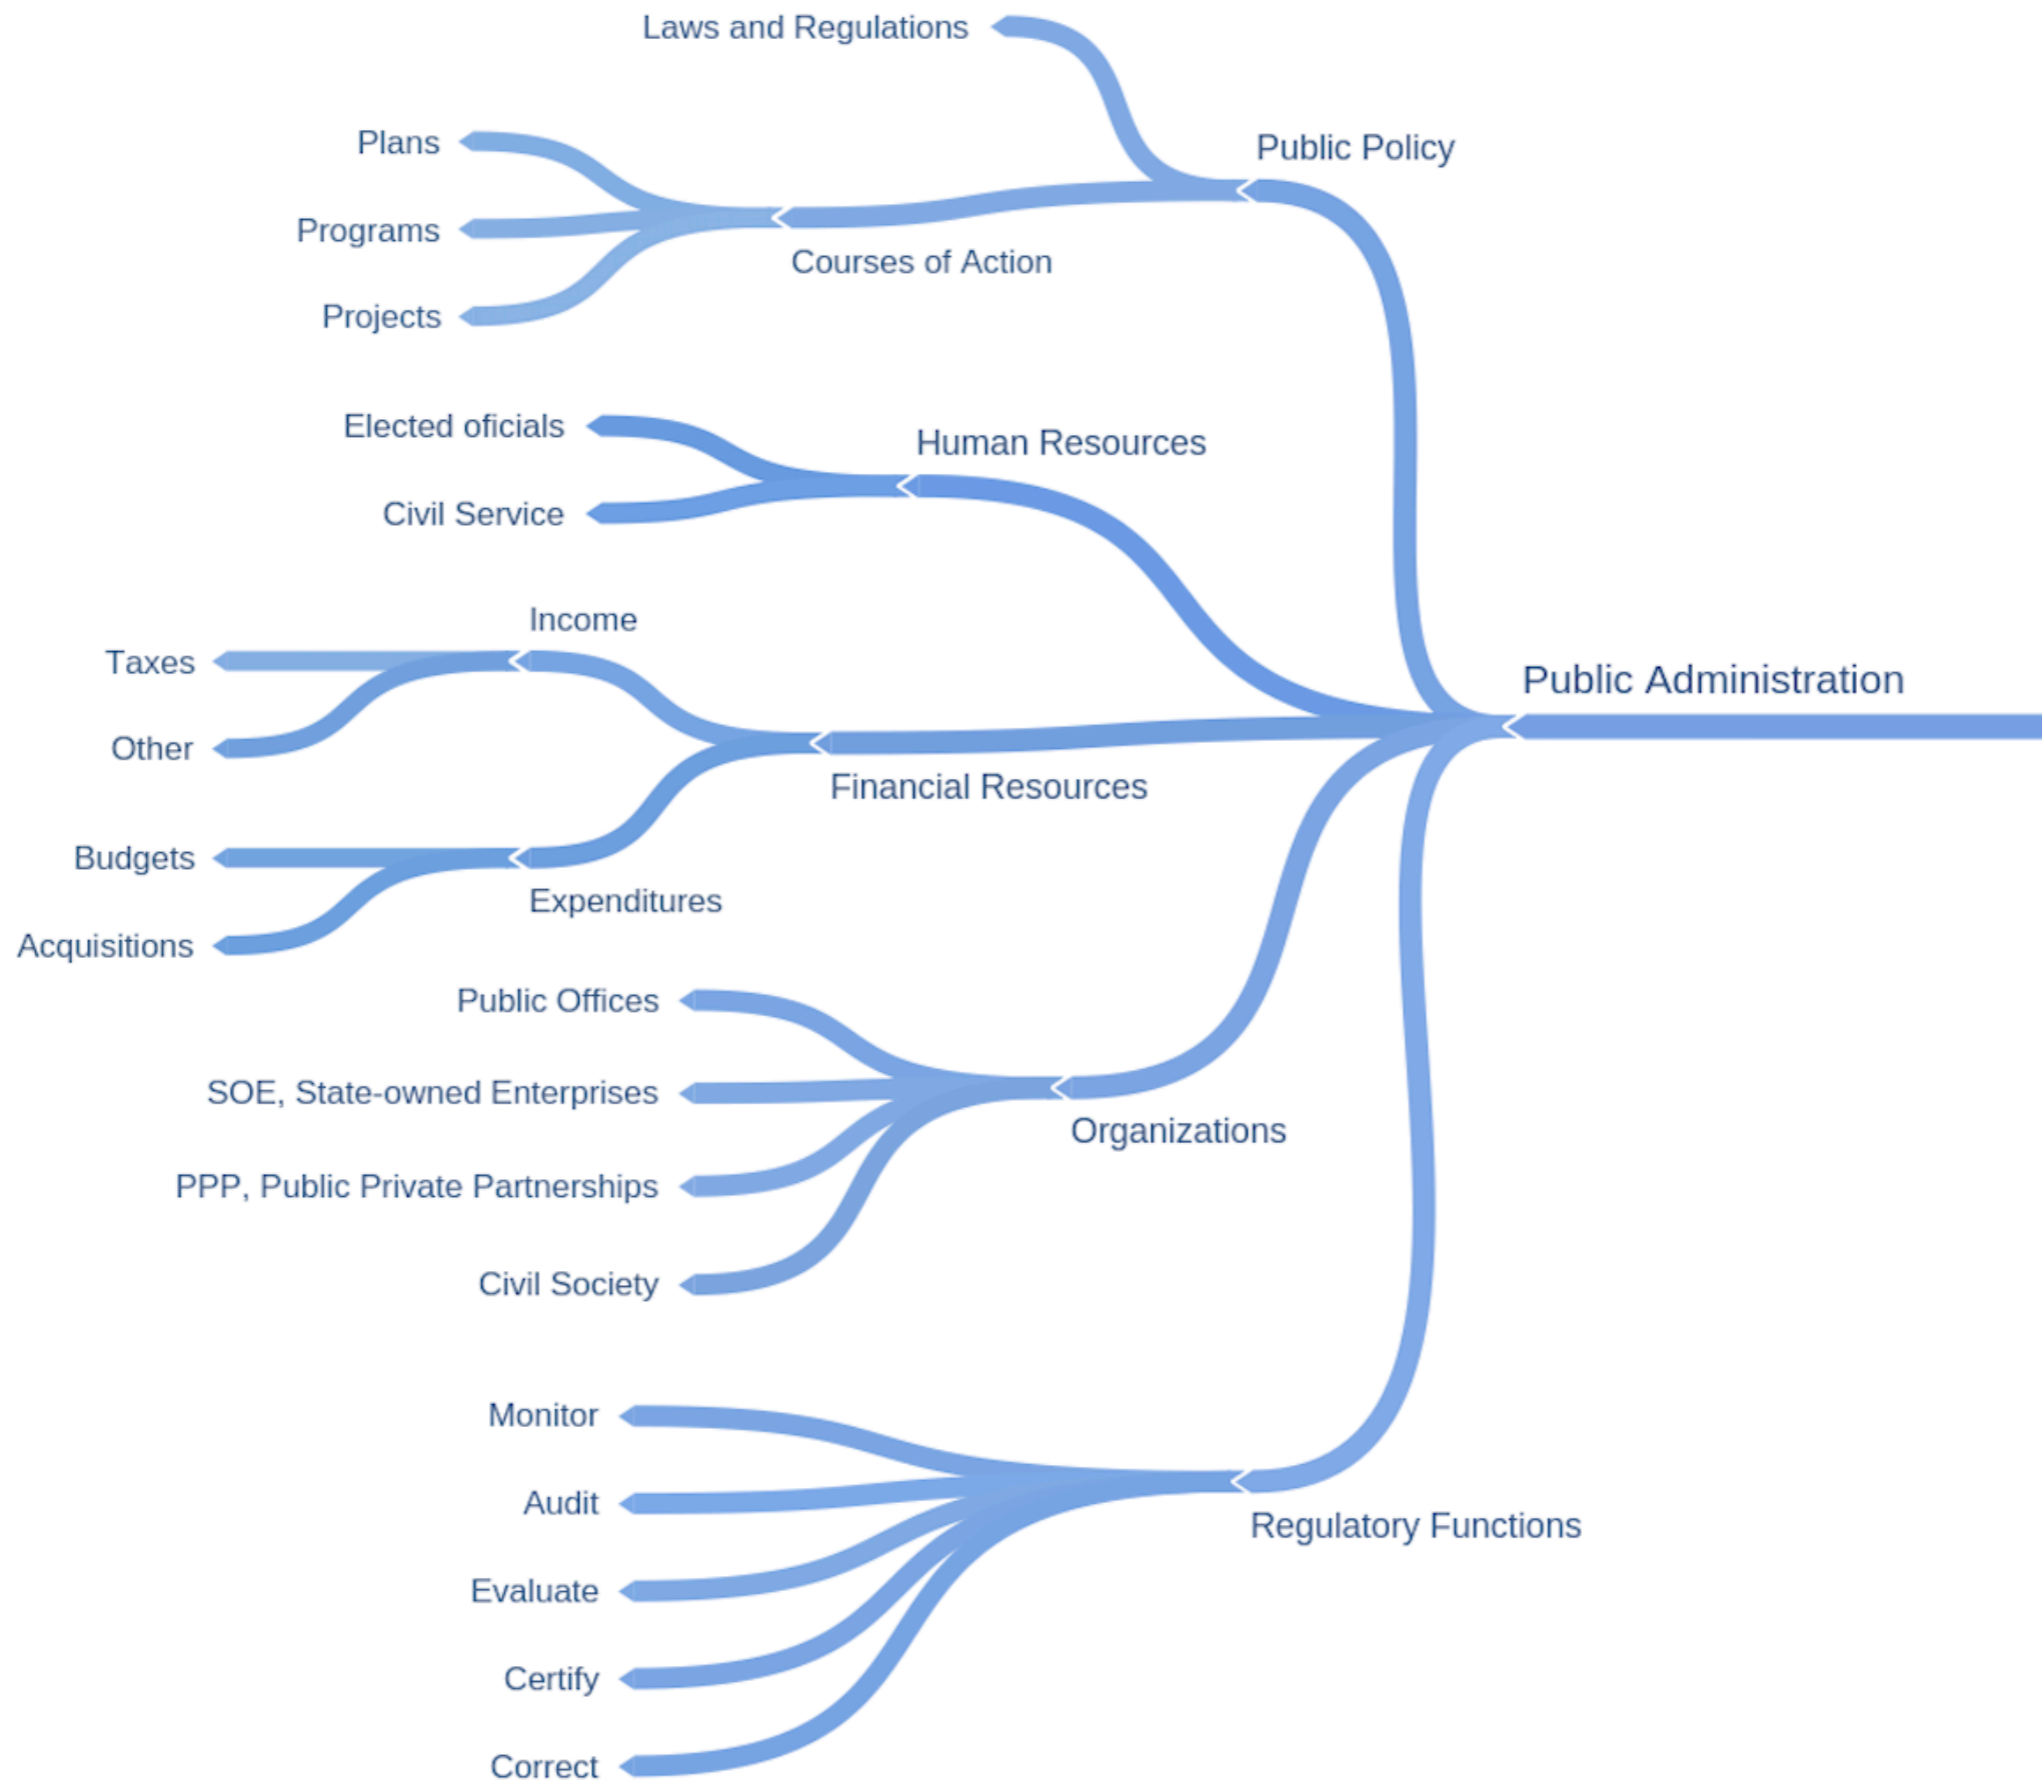 Laws and Regulations
Public Policy
Plans
Programs
Courses of Action
Projects
Elected oficials
Human Resources
Civil Service
Income
Taxes
Public Administration
Other
Financial Resources
Budgets
Expenditures
Acquisitions
Public Offices
SOE, State-owned Enterprises
Organizations
PPP, Public Private Partnerships
Civil Society
Monitor
Audit
Regulatory Functions
Evaluate
Certify
Correct